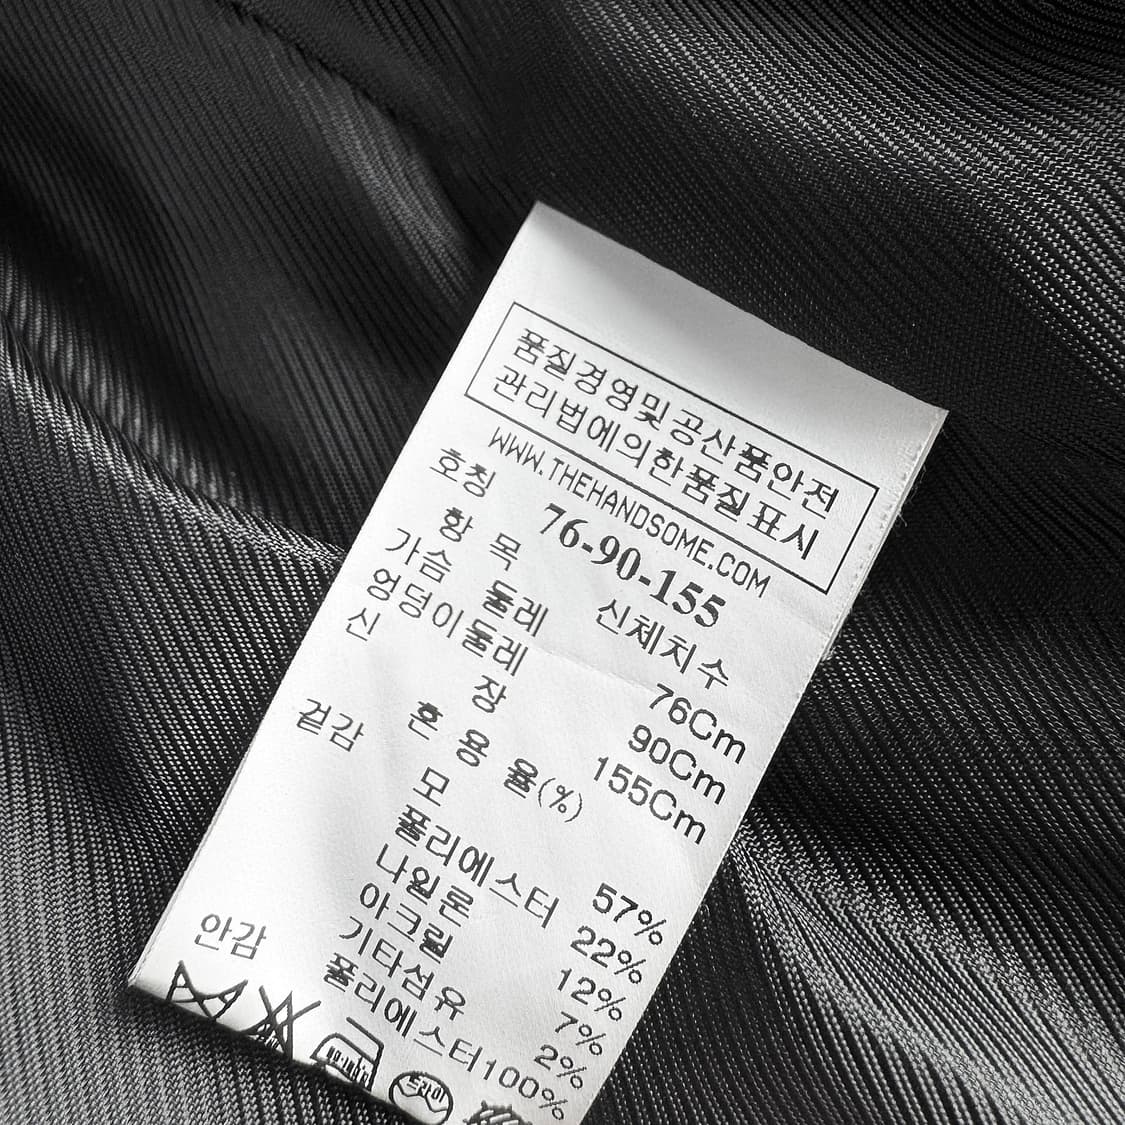 품질경영및공산품안전
관리법에의한품질표시
WWW.THEHANDSOME.COM
호칭 76-90-155
항 목 신체치수
가슴 둘레 76Cm
엉덩이둘레 90Cm
신 장 155Cm
혼 용 율(%)
겉감 모 57%
폴리에스터 22%
나일론 12%
아크릴 7%
기타섬유 2%
안감 폴리에스터100%
드라이